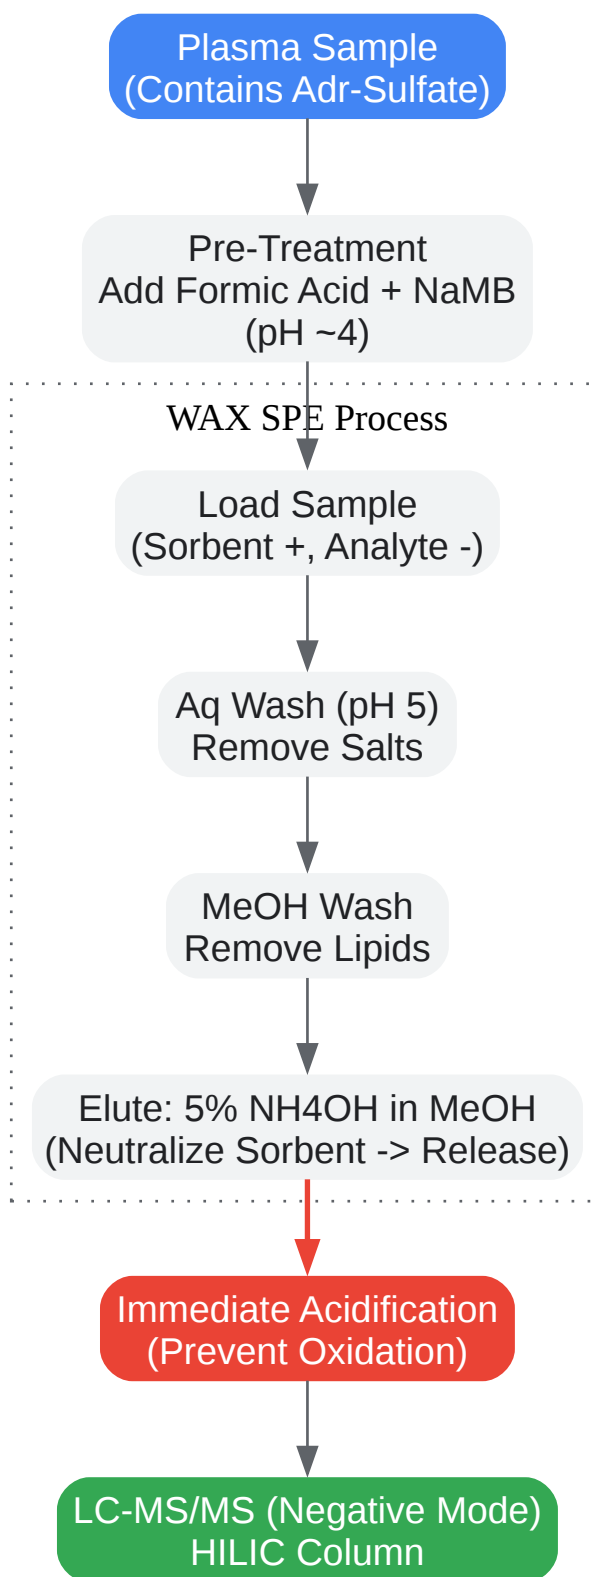 Plasma Sample
(Contains Adr-Sulfate)
Pre-Treatment
Add Formic Acid + NaMB
(pH ~4)
WAX SPE Process
Load Sample
(Sorbent +, Analyte -)
Aq Wash (pH 5)
Remove Salts
MeOH Wash
Remove Lipids
Elute: 5% NH4OH in MeOH
(Neutralize Sorbent -> Release)
Immediate Acidification
(Prevent Oxidation)
LC-MS/MS (Negative Mode)
HILIC Column